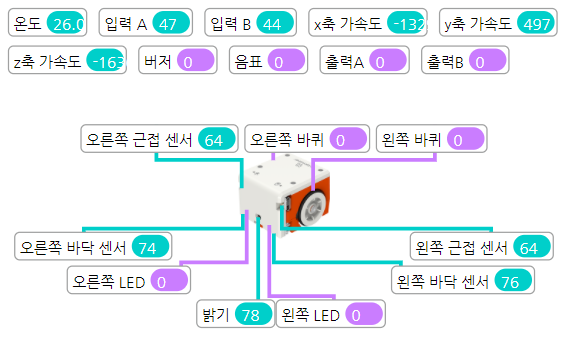 온도 26.0 입력 A 47 입력 B 44 x축 가속도 y축 가속도 497
z축 가속도 버저 0 음표 0 출력A 0 출력B 0
오른쪽 근접 센서 64 오른쪽 바퀴 0 왼쪽 바퀴 0
오른쪽 바닥 센서 74 왼쪽 근접 센서 64
오른쪽 LED 0 왼쪽 바닥 센서 76
밝기 78 왼쪽 LED 0